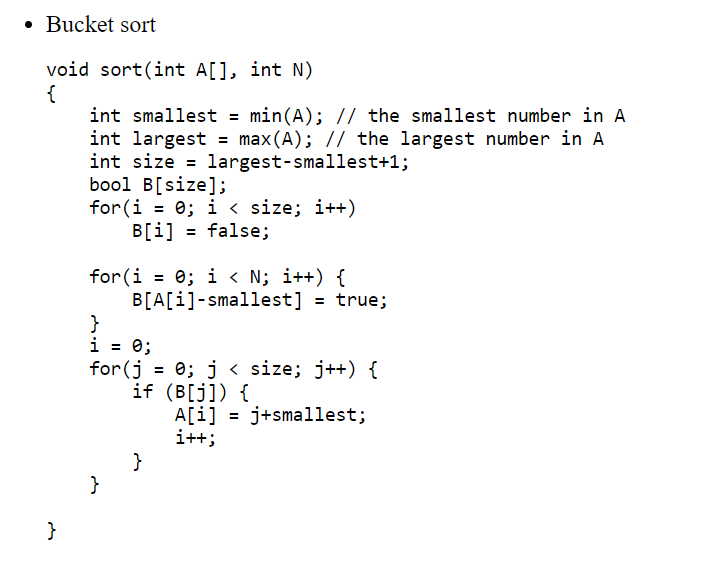 • Bucket sort
void sort(int A[], int N)
{
    int smallest = min(A); // the smallest number in A
    int largest = max(A); // the largest number in A
    int size = largest-smallest+1;
    bool B[size];
    for(i = 0; i < size; i++)
        B[i] = false;

    for(i = 0; i < N; i++) {
        B[A[i]-smallest] = true;
    }
    i = 0;
    for(j = 0; j < size; j++) {
        if (B[j]) {
            A[i] = j+smallest;
            i++;
        }
    }

}